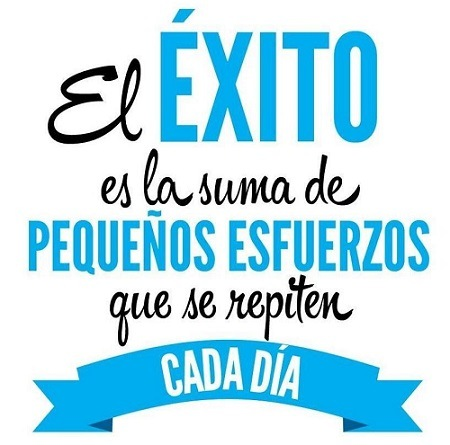 El ÉXITO
es la suma de
PEQUEÑOS ESFUERZOS
que se repiten
CADA DÍA